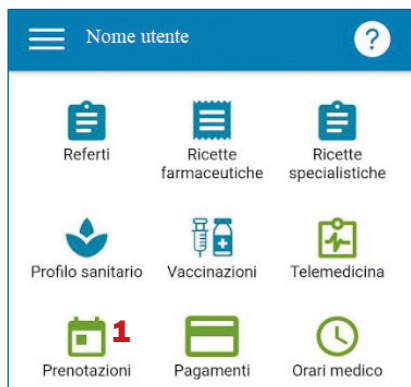 Nome utente ?
Referti
Ricette farmaceutiche
Ricette specialistiche
Profilo sanitario
Vaccinazioni
Telemedicina
1
Prenotazioni
Pagamenti
Orari medico